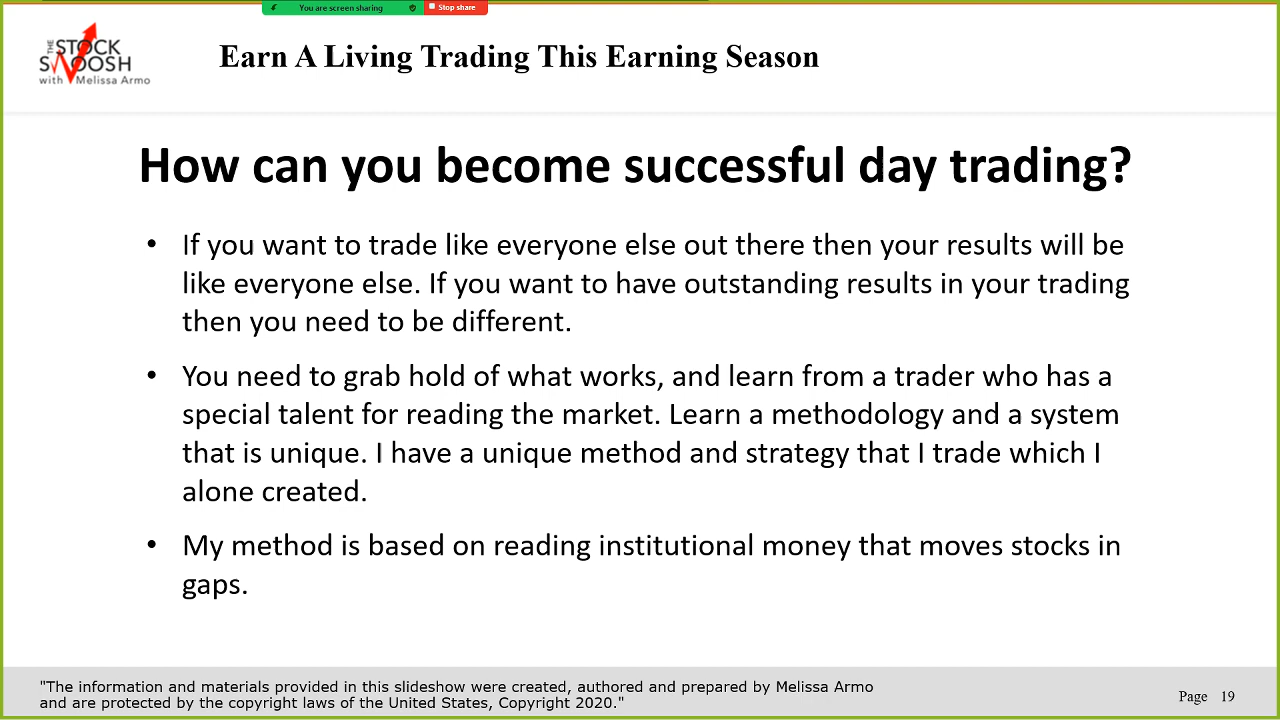 You are screen sharing
Stop share
THE
STOCK
SWOOSH
with Melissa Armo
Earn A Living Trading This Earning Season
How can you become successful day trading?
• If you want to trade like everyone else out there then your results will be
like everyone else. If you want to have outstanding results in your trading
then you need to be different.
• You need to grab hold of what works, and learn from a trader who has a
special talent for reading the market. Learn a methodology and a system
that is unique. I have a unique method and strategy that I trade which I
alone created.
• My method is based on reading institutional money that moves stocks in
gaps.
"The information and materials provided in this slideshow were created, authored and prepared by Melissa Armo
and are protected by the copyright laws of the United States, Copyright 2020."
Page 19